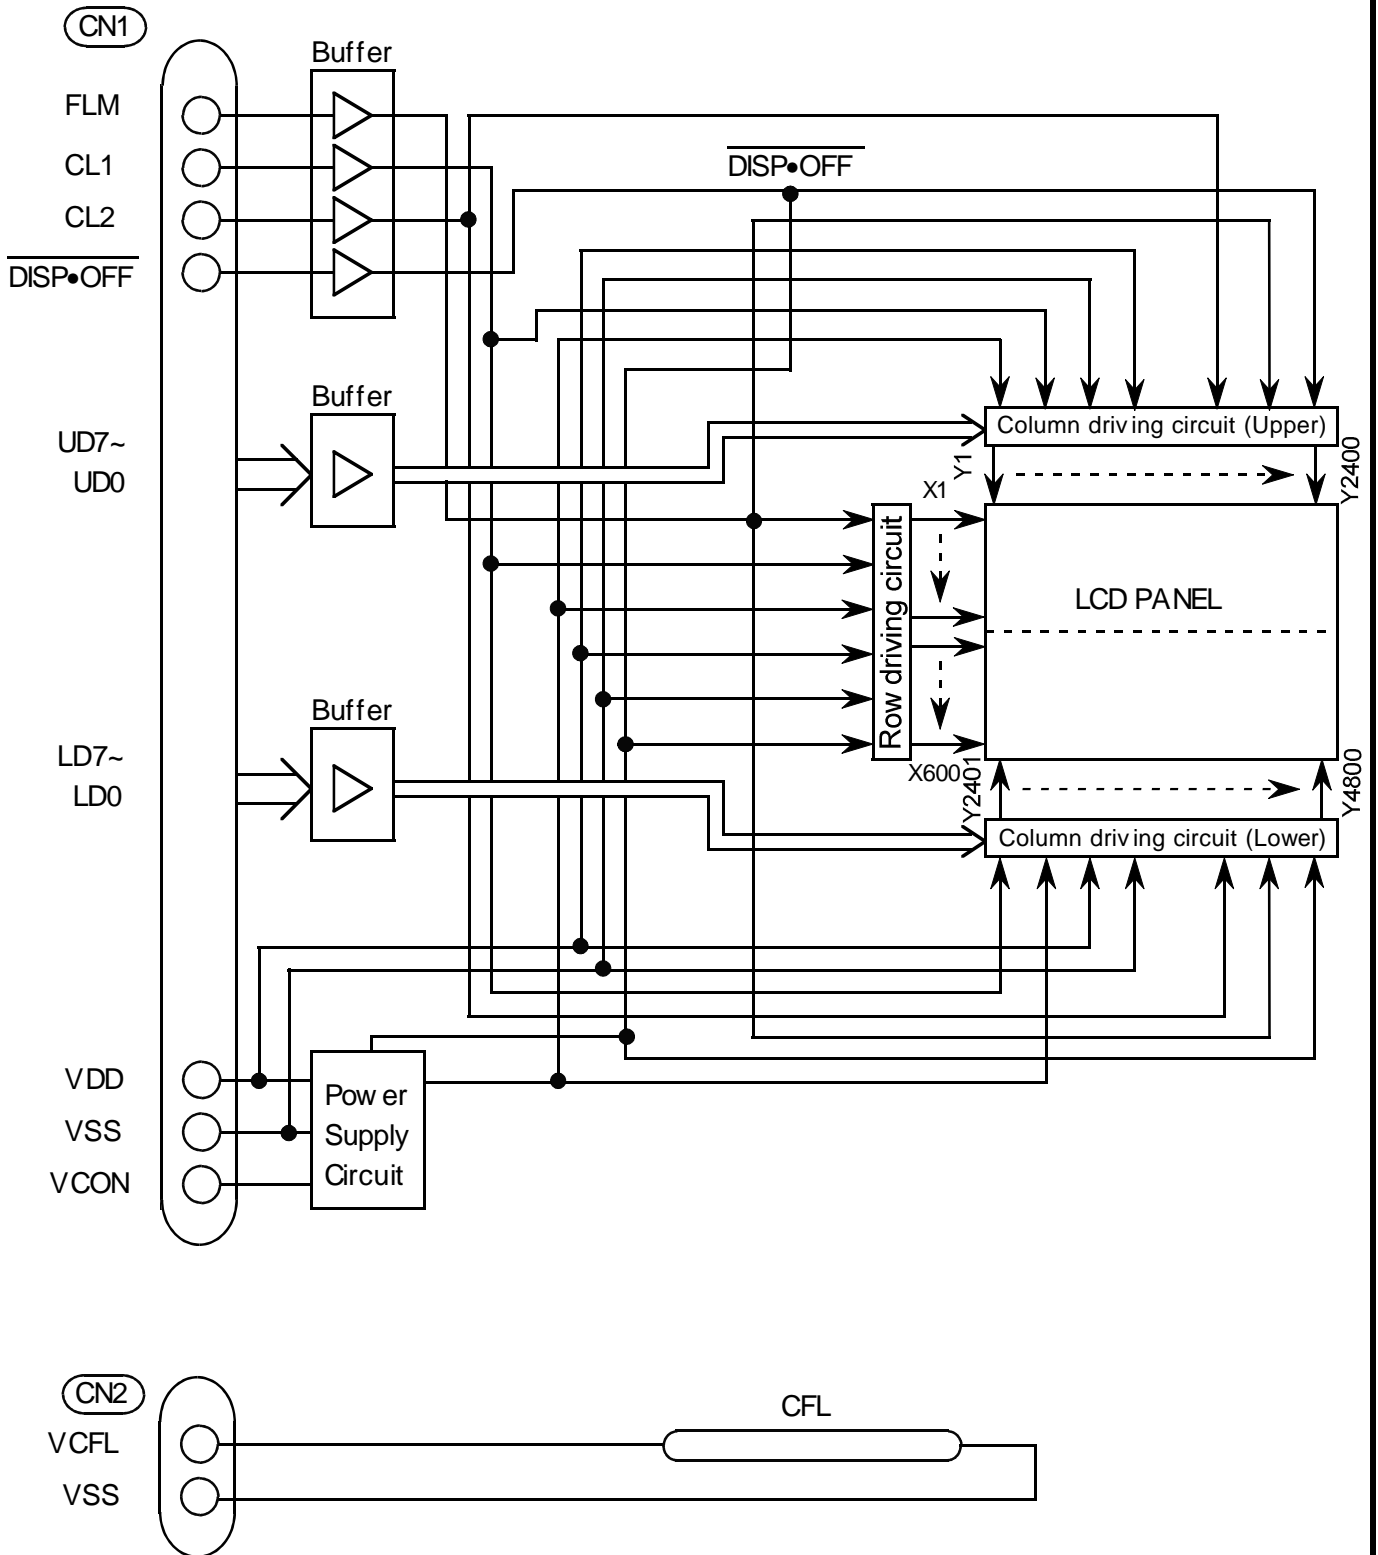 CN1
Buffer
FLM
CL1
CL2
DISP•OFF
DISP•OFF
Buffer
UD7~
UD0
Column driving circuit (Upper)
Y1
Y2400
X1
Row driving circuit
LCD PANEL
Buffer
LD7~
LD0
X600
Y2401
Y4800
Column driving circuit (Lower)
VDD
VSS
VCON
Power
Supply
Circuit
CN2
CFL
VCFL
VSS